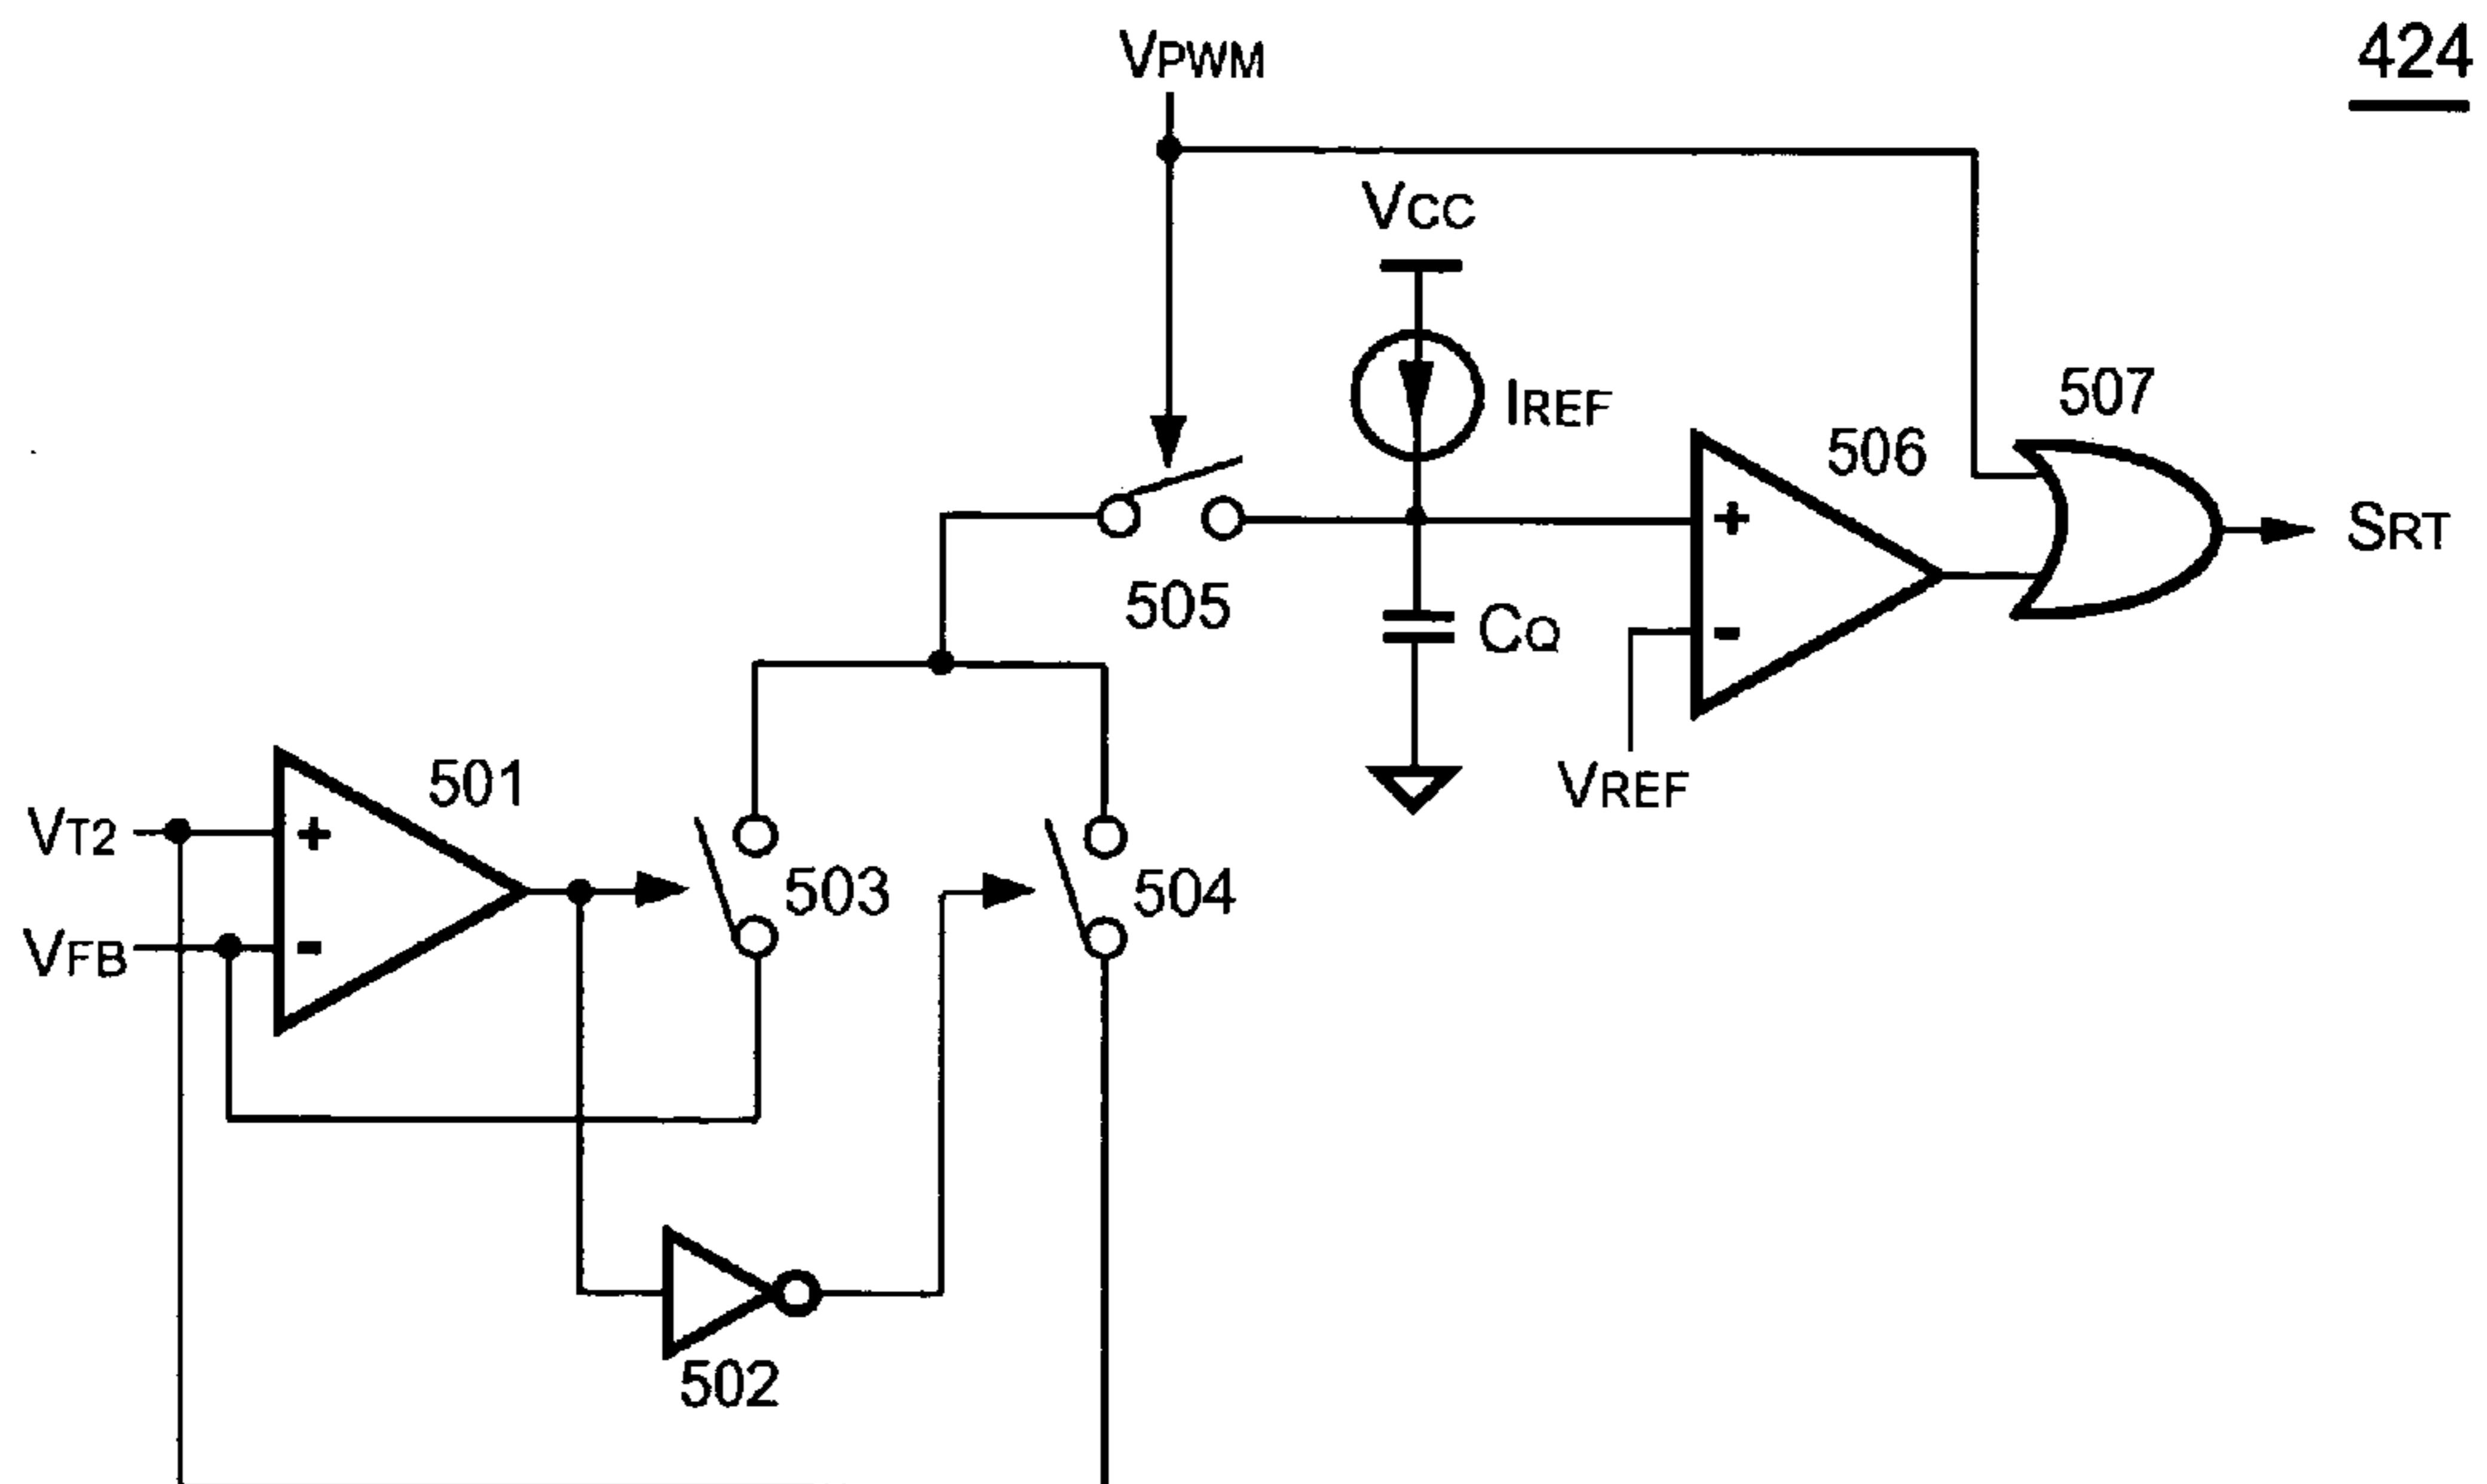 424
VPWM
VCC
IREF
507
506
+
-
SRT
505
CQ
VREF
501
VT2
+
VFB
-
503
504
502